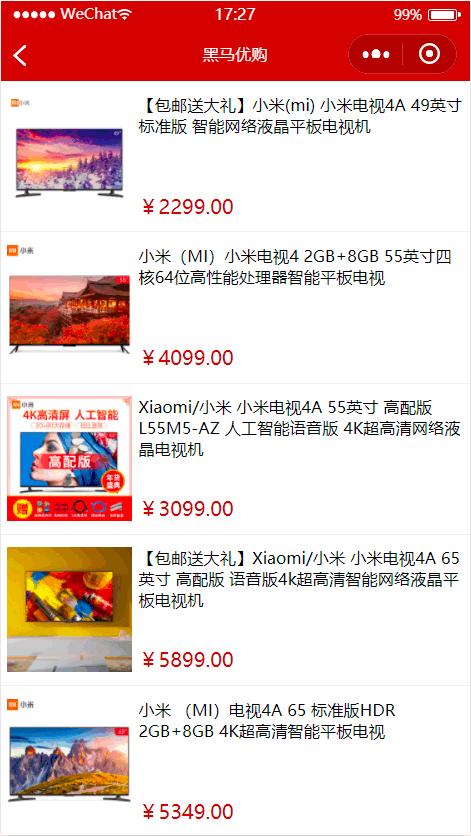 WeChat 17:27 99%
黑马优购
小米
【包邮送大礼】小米(mi) 小米电视4A 49英寸
标准版 智能网络液晶平板电视机
￥2299.00
小米
小米（MI）小米电视4 2GB+8GB 55英寸四
核64位高性能处理器智能平板电视
￥4099.00
小米
4K高清屏 人工智能
高配版
年货
盛典
赠
Xiaomi/小米 小米电视4A 55英寸 高配版
L55M5-AZ 人工智能语音版 4K超高清网络液
晶电视机
￥3099.00
【包邮送大礼】Xiaomi/小米 小米电视4A 65
英寸 高配版 语音版4k超高清智能网络液晶平
板电视机
￥5899.00
小米
小米 （MI）电视4A 65 标准版HDR
2GB+8GB 4K超高清智能平板电视
￥5349.00